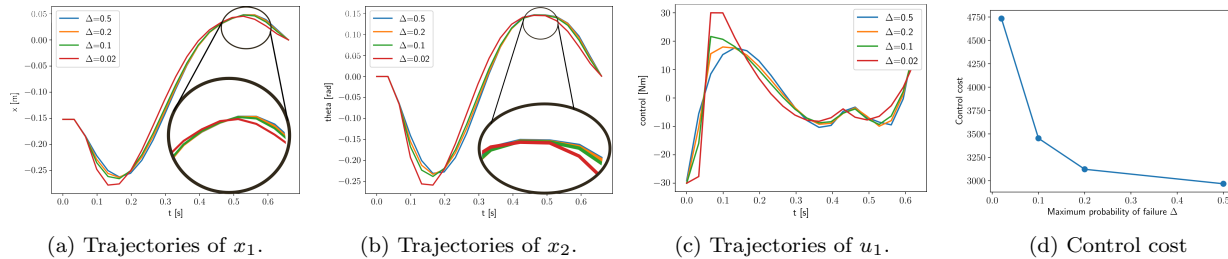 0.05
0.00
−0.05
−0.10
−0.15
−0.20
−0.25
x [m]
Δ=0.5
Δ=0.2
Δ=0.1
Δ=0.02
0.0 0.1 0.2 0.3 0.4 0.5 0.6
t [s]
(a) Trajectories of x₁.
0.15
0.10
0.05
0.00
−0.05
−0.10
−0.15
−0.20
−0.25
theta [rad]
Δ=0.5
Δ=0.2
Δ=0.1
Δ=0.02
0.0 0.1 0.2 0.3 0.4 0.5 0.6
t [s]
(b) Trajectories of x₂.
30
20
10
0
−10
−20
−30
control [Nm]
Δ=0.5
Δ=0.2
Δ=0.1
Δ=0.02
0.0 0.1 0.2 0.3 0.4 0.5 0.6
t [s]
(c) Trajectories of u₁.
4750
4500
4250
4000
3750
3500
3250
3000
Control cost
0.0 0.1 0.2 0.3 0.4 0.5
Maximum probability of failure Δ
(d) Control cost